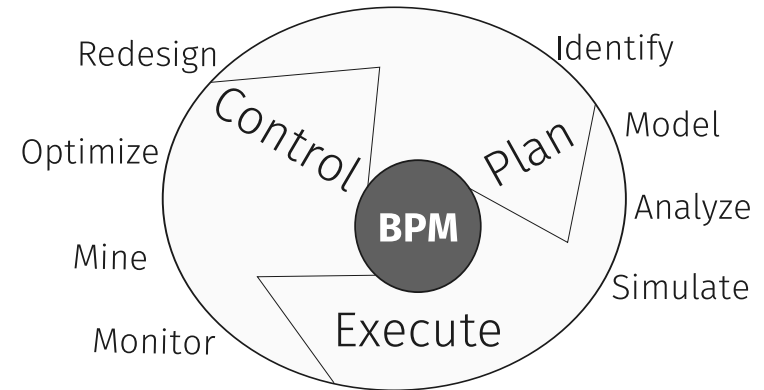 Redesign
Identify
Control
Plan
Model
Optimize
Analyze
BPM
Mine
Simulate
Execute
Monitor